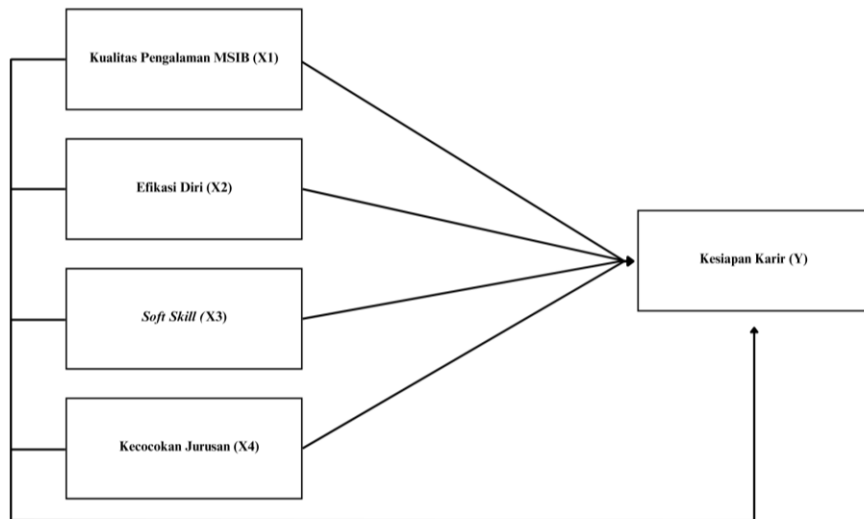 Kualitas Pengalaman MSIB (X1)
Efikasi Diri (X2)
Soft Skill (X3)
Kecocokan Jurusan (X4)
Kesiapan Karir (Y)